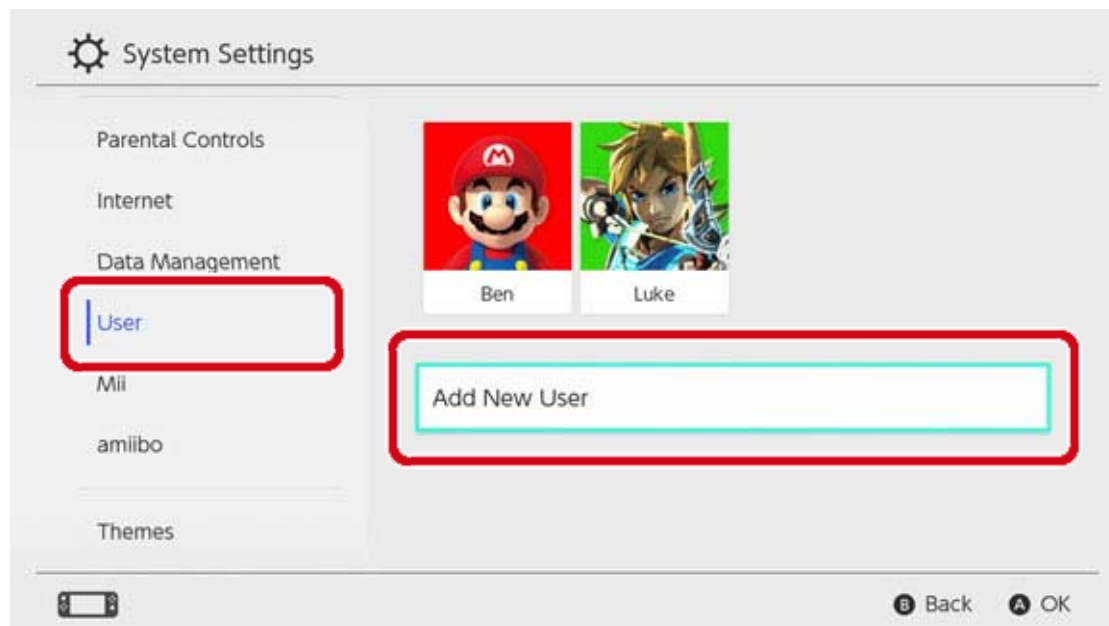 System Settings
Parental Controls
Internet
Data Management
User
Mii
amiibo
Themes
Ben
Luke
Add New User
B Back
A OK